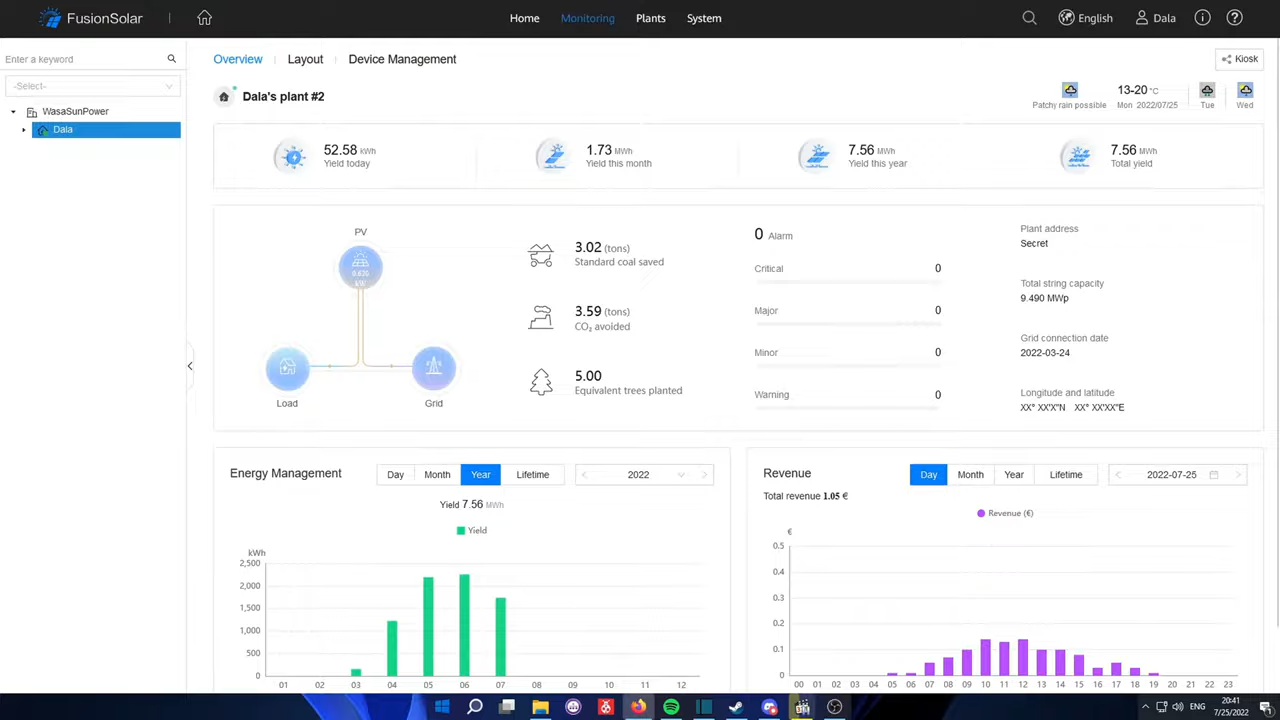 FusionSolar
Home Monitoring Plants System
English Dala
Enter a keyword
-Select-
WasaSunPower
Dala
Overview Layout Device Management
Kiosk
Dala's plant #2
Patchy rain possible
13-20 °C
Mon 2022/07/25
Tue
Wed
52.58 kWh
Yield today
1.73 MWh
Yield this month
7.56 MWh
Yield this year
7.56 MWh
Total yield
PV
0.630
kW
Load
Grid
3.02 (tons)
Standard coal saved
3.59 (tons)
CO₂ avoided
5.00
Equivalent trees planted
0 Alarm
Critical 0
Major 0
Minor 0
Warning 0
Plant address
Secret
Total string capacity
9.490 MWp
Grid connection date
2022-03-24
Longitude and latitude
XX° XX'X"N XX° XX'XX"E
Energy Management
Day Month Year Lifetime
2022
Yield 7.56 MWh
Yield
kWh
2,500
2,000
1,500
1,000
500
0
01 02 03 04 05 06 07 08 09 10 11 12
Revenue
Day Month Year Lifetime
2022-07-25
Total revenue 1.05 €
Revenue (€)
€
0.5
0.4
0.3
0.2
0.1
0
00 01 02 03 04 05 06 07 08 09 10 11 12 13 14 15 16 17 18 19 20 21 22 23
ENG
20:41
7/25/2022